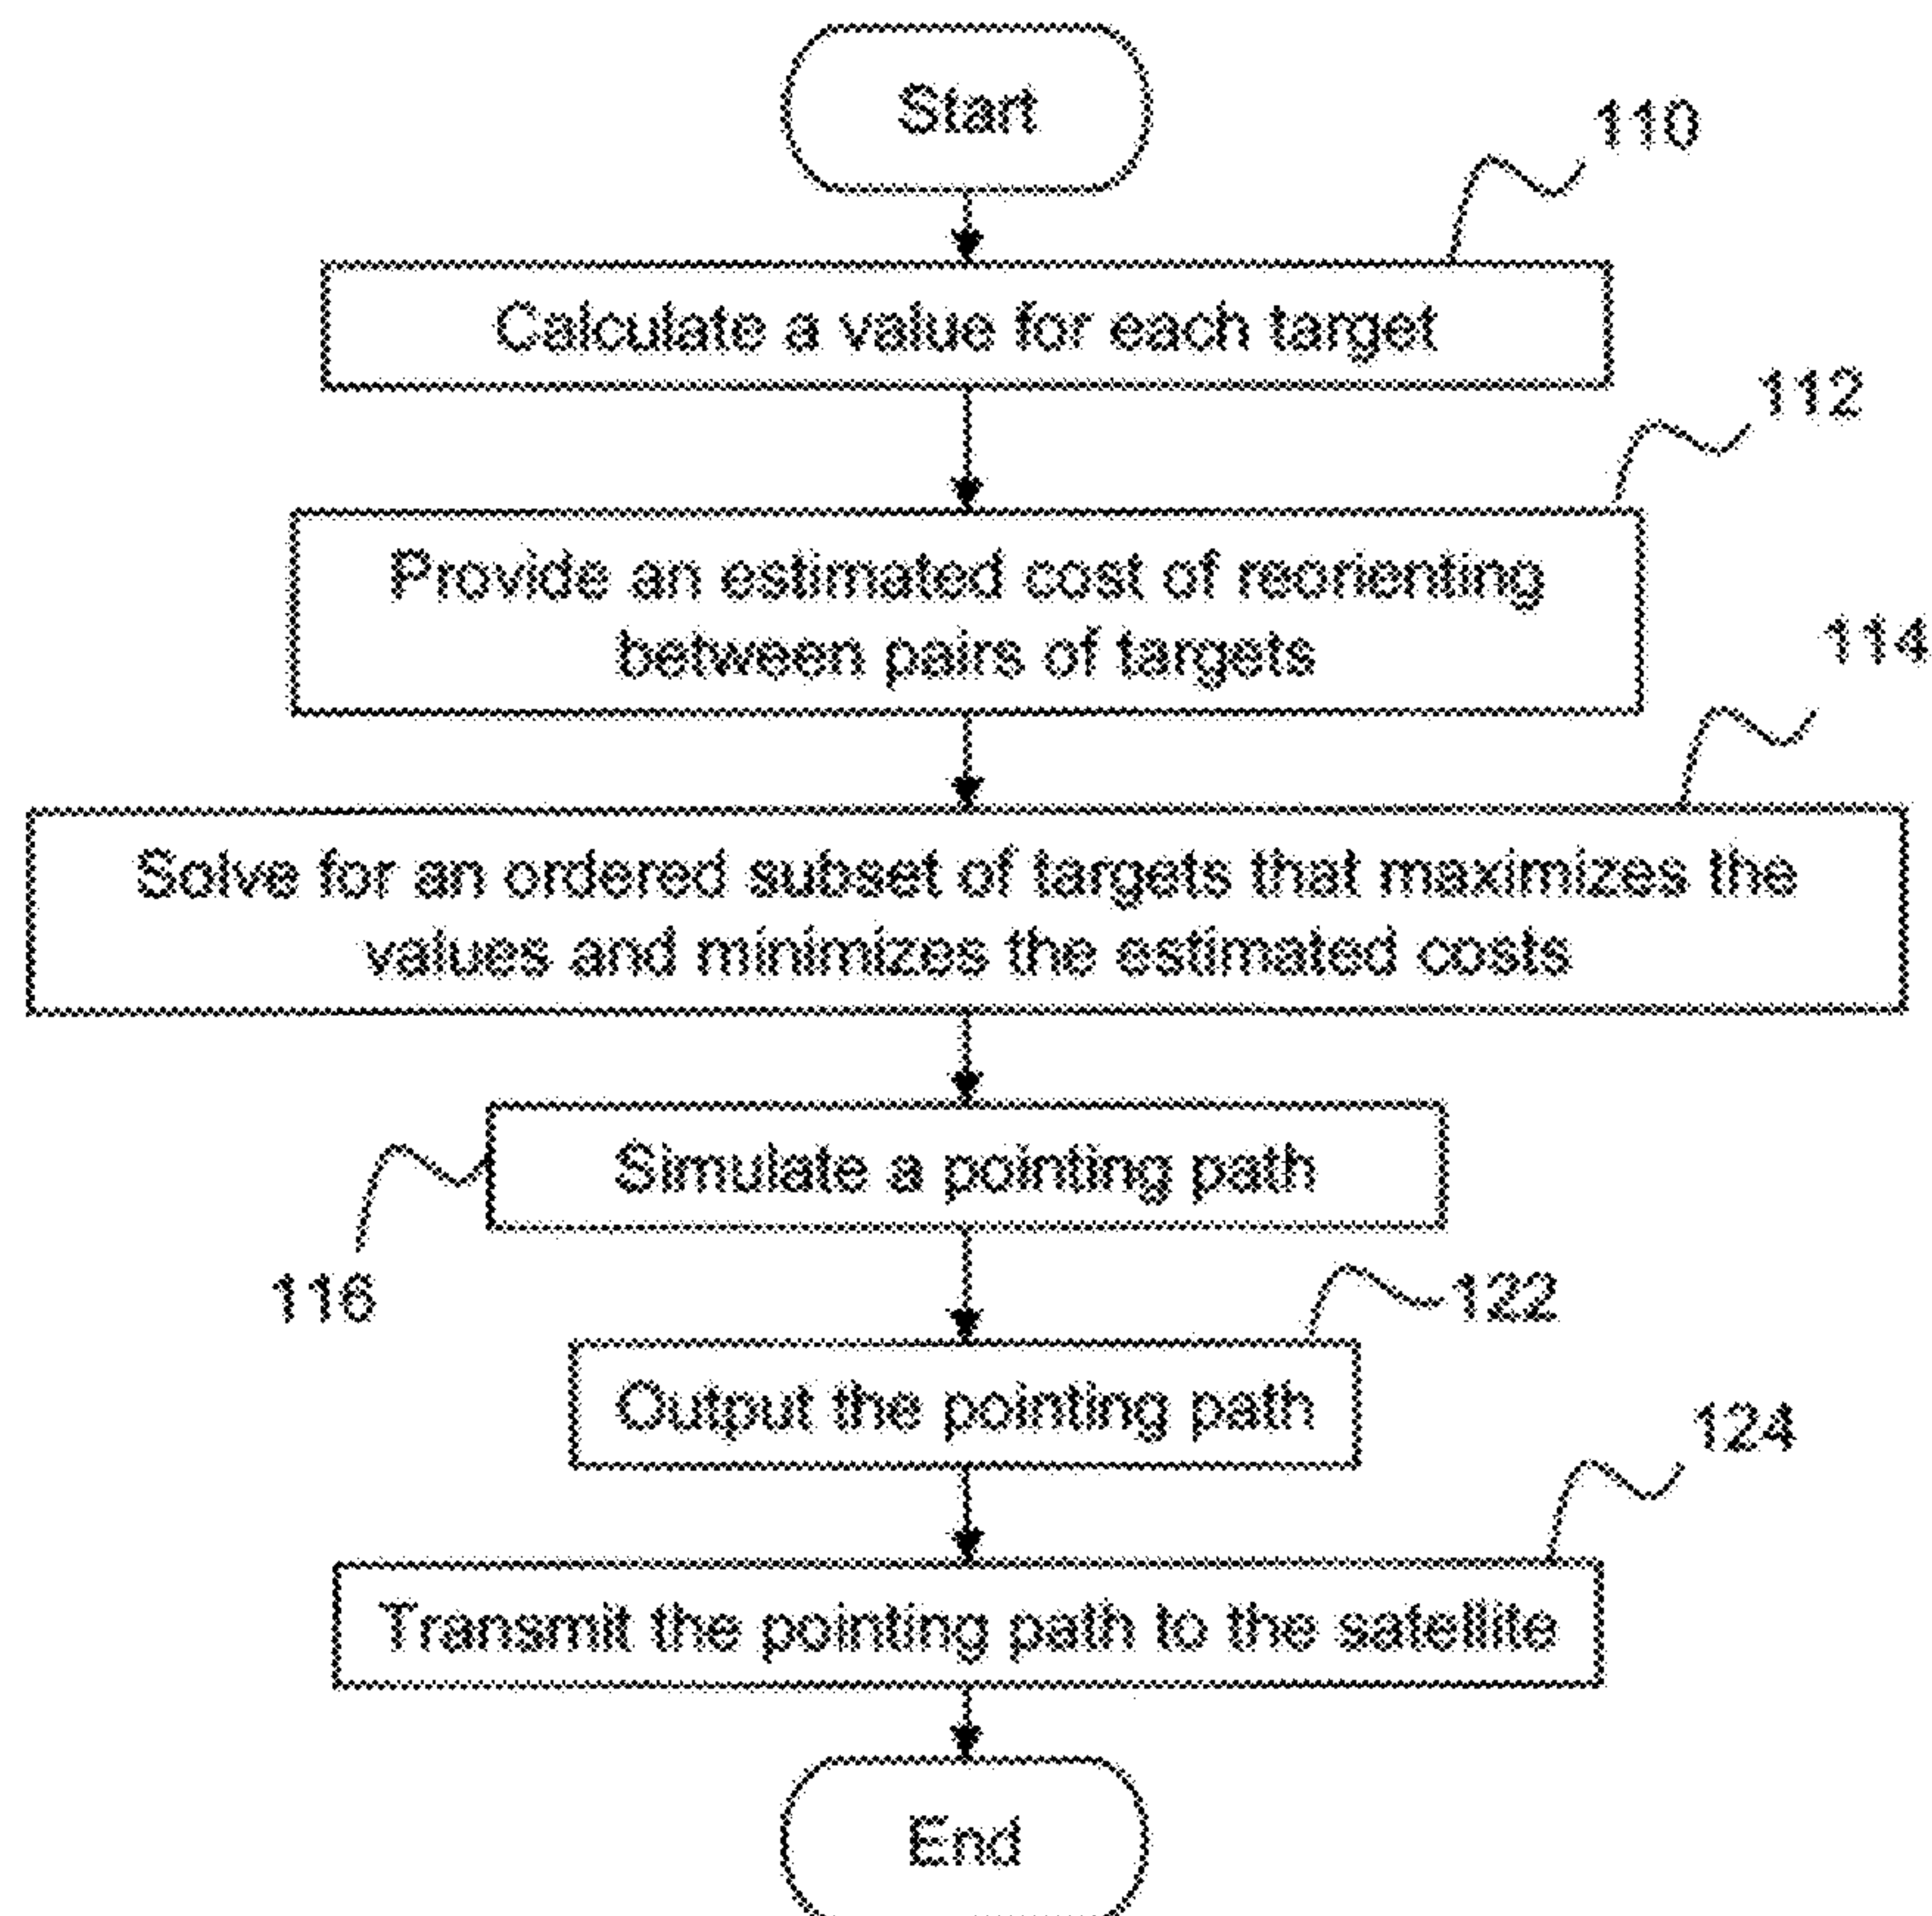 Start
110
Calculate a value for each target
112
Provide an estimated cost of reorienting
between pairs of targets
114
Solve for an ordered subset of targets that maximizes the
values and minimizes the estimated costs
Simulate a pointing path
116
122
Output the pointing path
124
Transmit the pointing path to the satellite
End